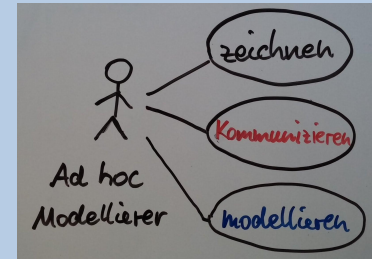 zeichnen
Kommunizieren
Ad hoc
Modellierer
modellieren